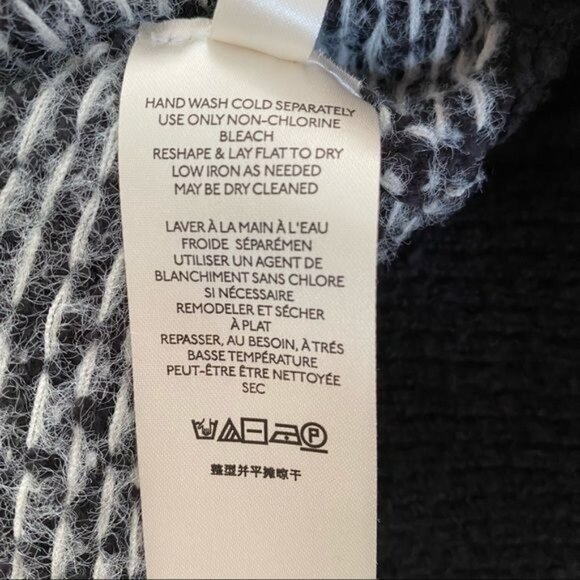 HAND WASH COLD SEPARATELY
USE ONLY NON-CHLORINE
BLEACH
RESHAPE & LAY FLAT TO DRY
LOW IRON AS NEEDED
MAY BE DRY CLEANED
LAVER À LA MAIN À L'EAU
FROIDE SÉPARÉMEN
UTILISER UN AGENT DE
BLANCHIMENT SANS CHLORE
SI NÉCESSAIRE
REMODELER ET SÉCHER
À PLAT
REPASSER, AU BESOIN, À TRÉS
BASSE TEMPÉRATURE
PEUT-ÊTRE ÊTRE NETTOYÉE
SEC
P
整型并平摊晾干